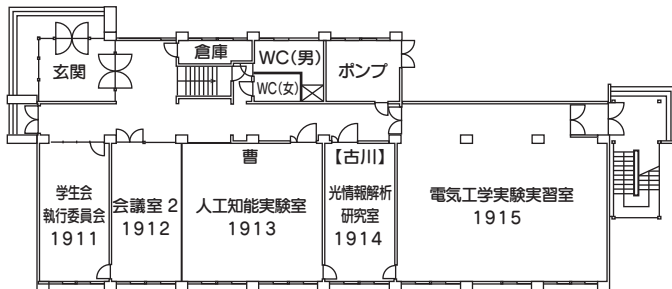 倉庫
WC(男)
玄関
ポンプ
WC(女)
曹
【古川】
学生会
執行委員会
1911
会議室 2
1912
人工知能実験室
1913
光情報解析
研究室
1914
電気工学実験実習室
1915